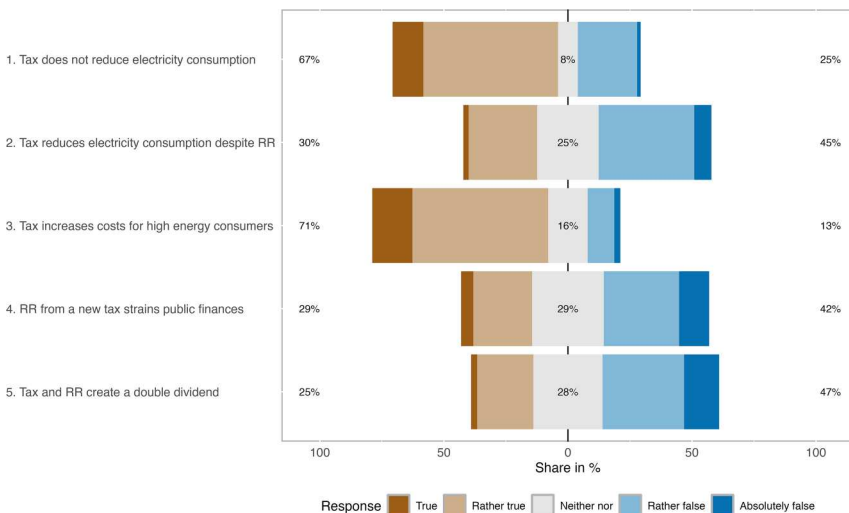 1. Tax does not reduce electricity consumption 67% 8% 25%
2. Tax reduces electricity consumption despite RR 30% 25% 45%
3. Tax increases costs for high energy consumers 71% 16% 13%
4. RR from a new tax strains public finances 29% 29% 42%
5. Tax and RR create a double dividend 25% 28% 47%
100 50 0 50 100
Share in %
Response True Rather true Neither nor Rather false Absolutely false